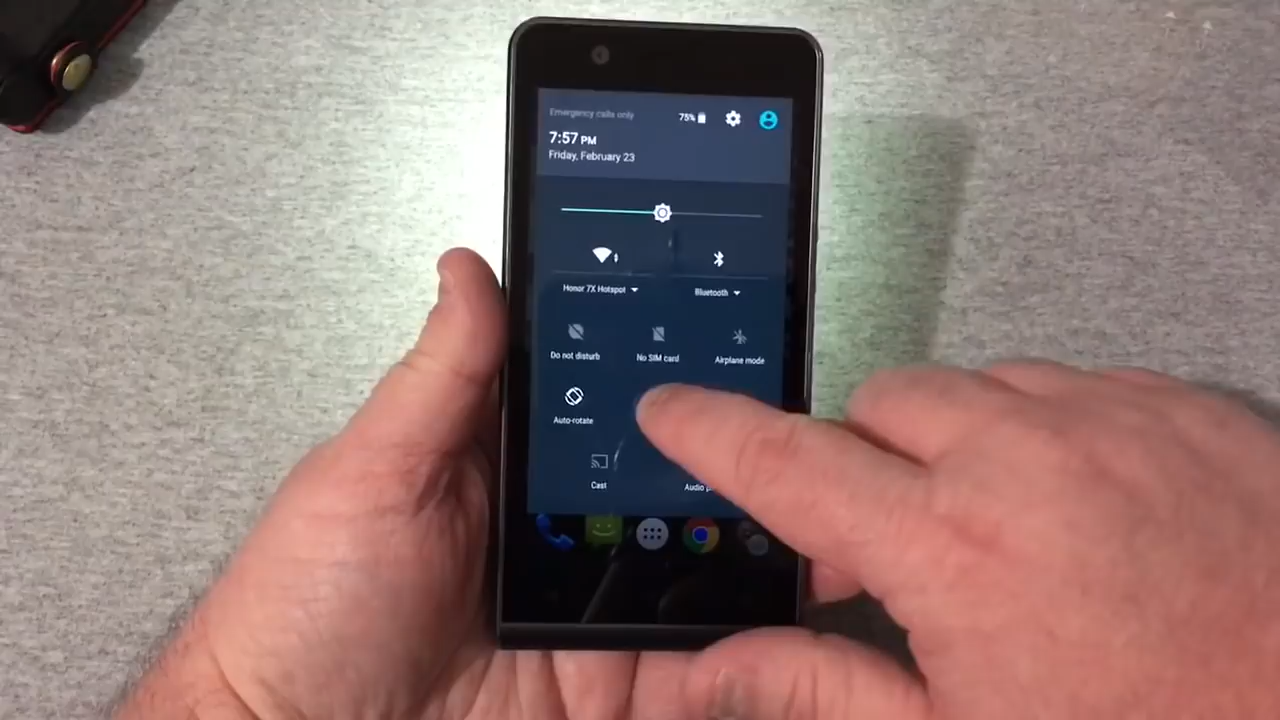 Emergency calls only
75%
7:57 PM
Friday, February 23
Honor 7X Hotspot
Bluetooth
Do not disturb
No SIM card
Airplane mode
Auto-rotate
Cast
Audio